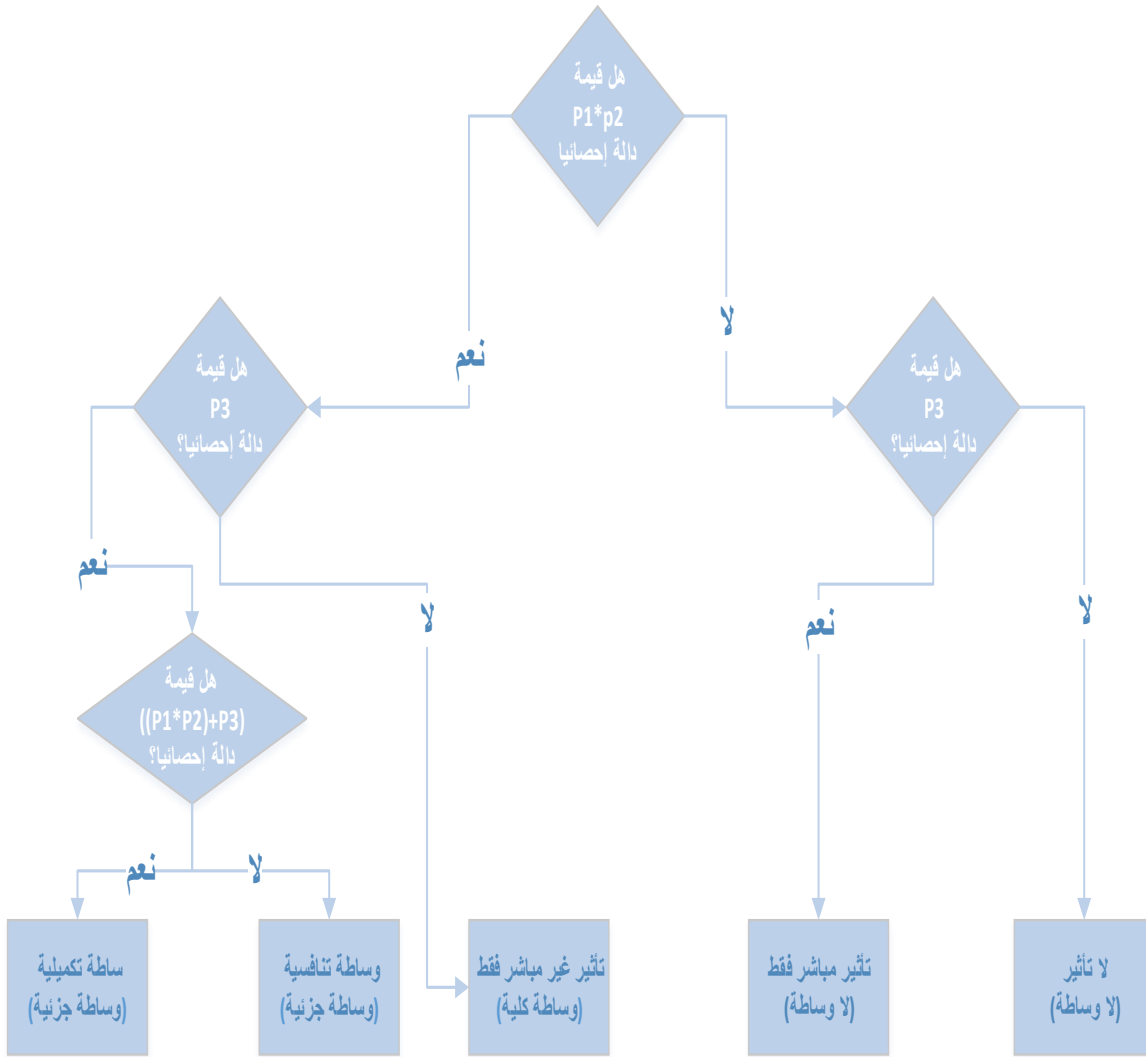 هل قيمة
P1*p2
دالة إحصائيا
نعم
لا
هل قيمة
P3
دالة إحصائيا؟
هل قيمة
P3
دالة إحصائيا؟
نعم
لا
نعم
لا
هل قيمة
((P1*P2)+P3)
دالة إحصائيا؟
نعم
لا
ساطة تكميلية
(وساطة جزئية)
وساطة تنافسية
(وساطة جزئية)
تأثير غير مباشر فقط
(وساطة كلية)
تأثير مباشر فقط
(لا وساطة)
لا تأثير
(لا وساطة)